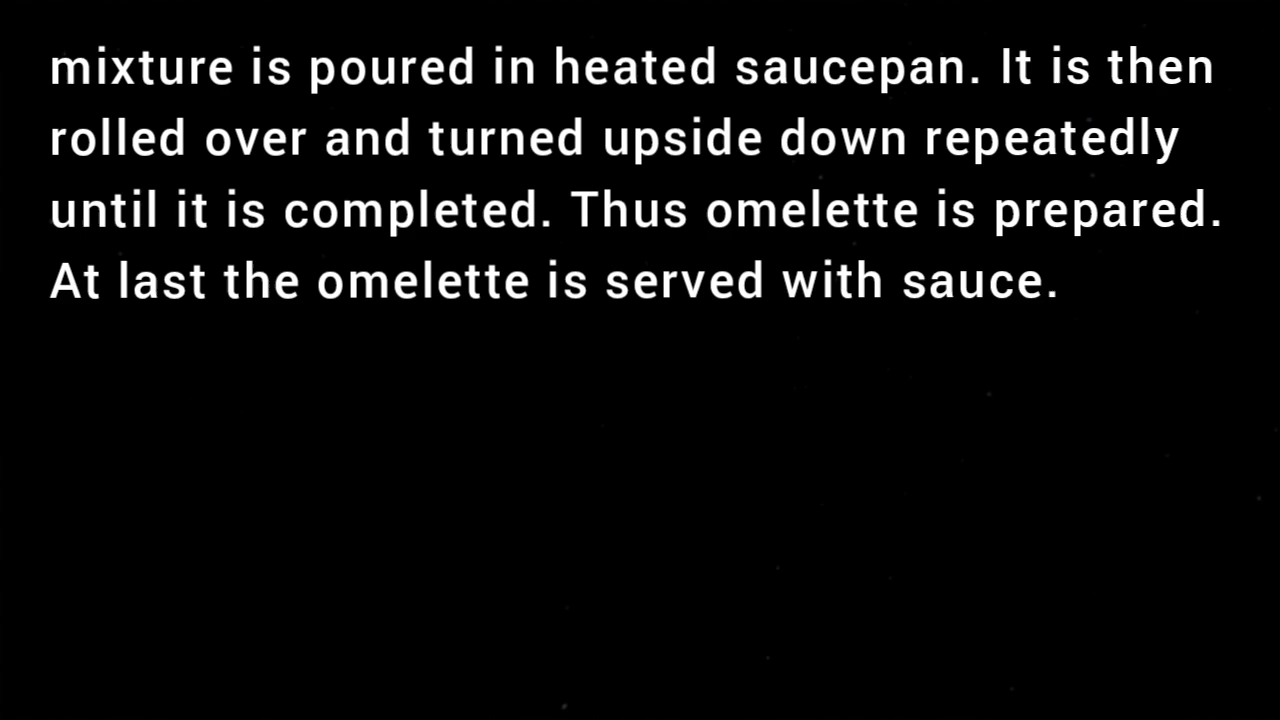 mixture is poured in heated saucepan. It is then
rolled over and turned upside down repeatedly
until it is completed. Thus omelette is prepared.
At last the omelette is served with sauce.